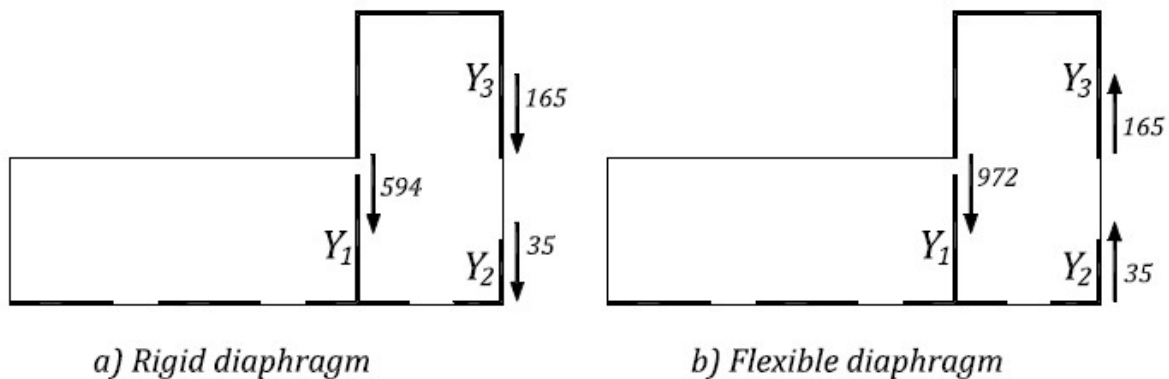 Y3
165
594
Y1
35
Y2
a) Rigid diaphragm
Y3
165
972
Y1
35
Y2
b) Flexible diaphragm